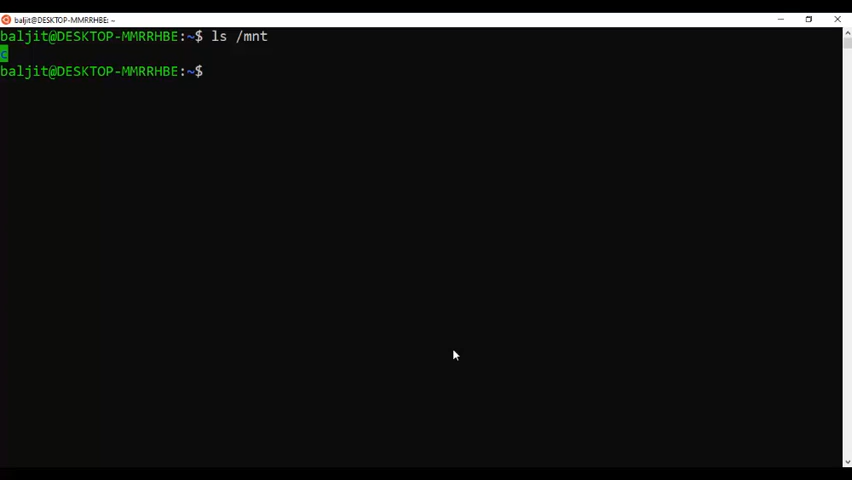 baljit@DESKTOP-MMRRHBE: ~
baljit@DESKTOP-MMRRHBE:~$ ls /mnt
c
baljit@DESKTOP-MMRRHBE:~$